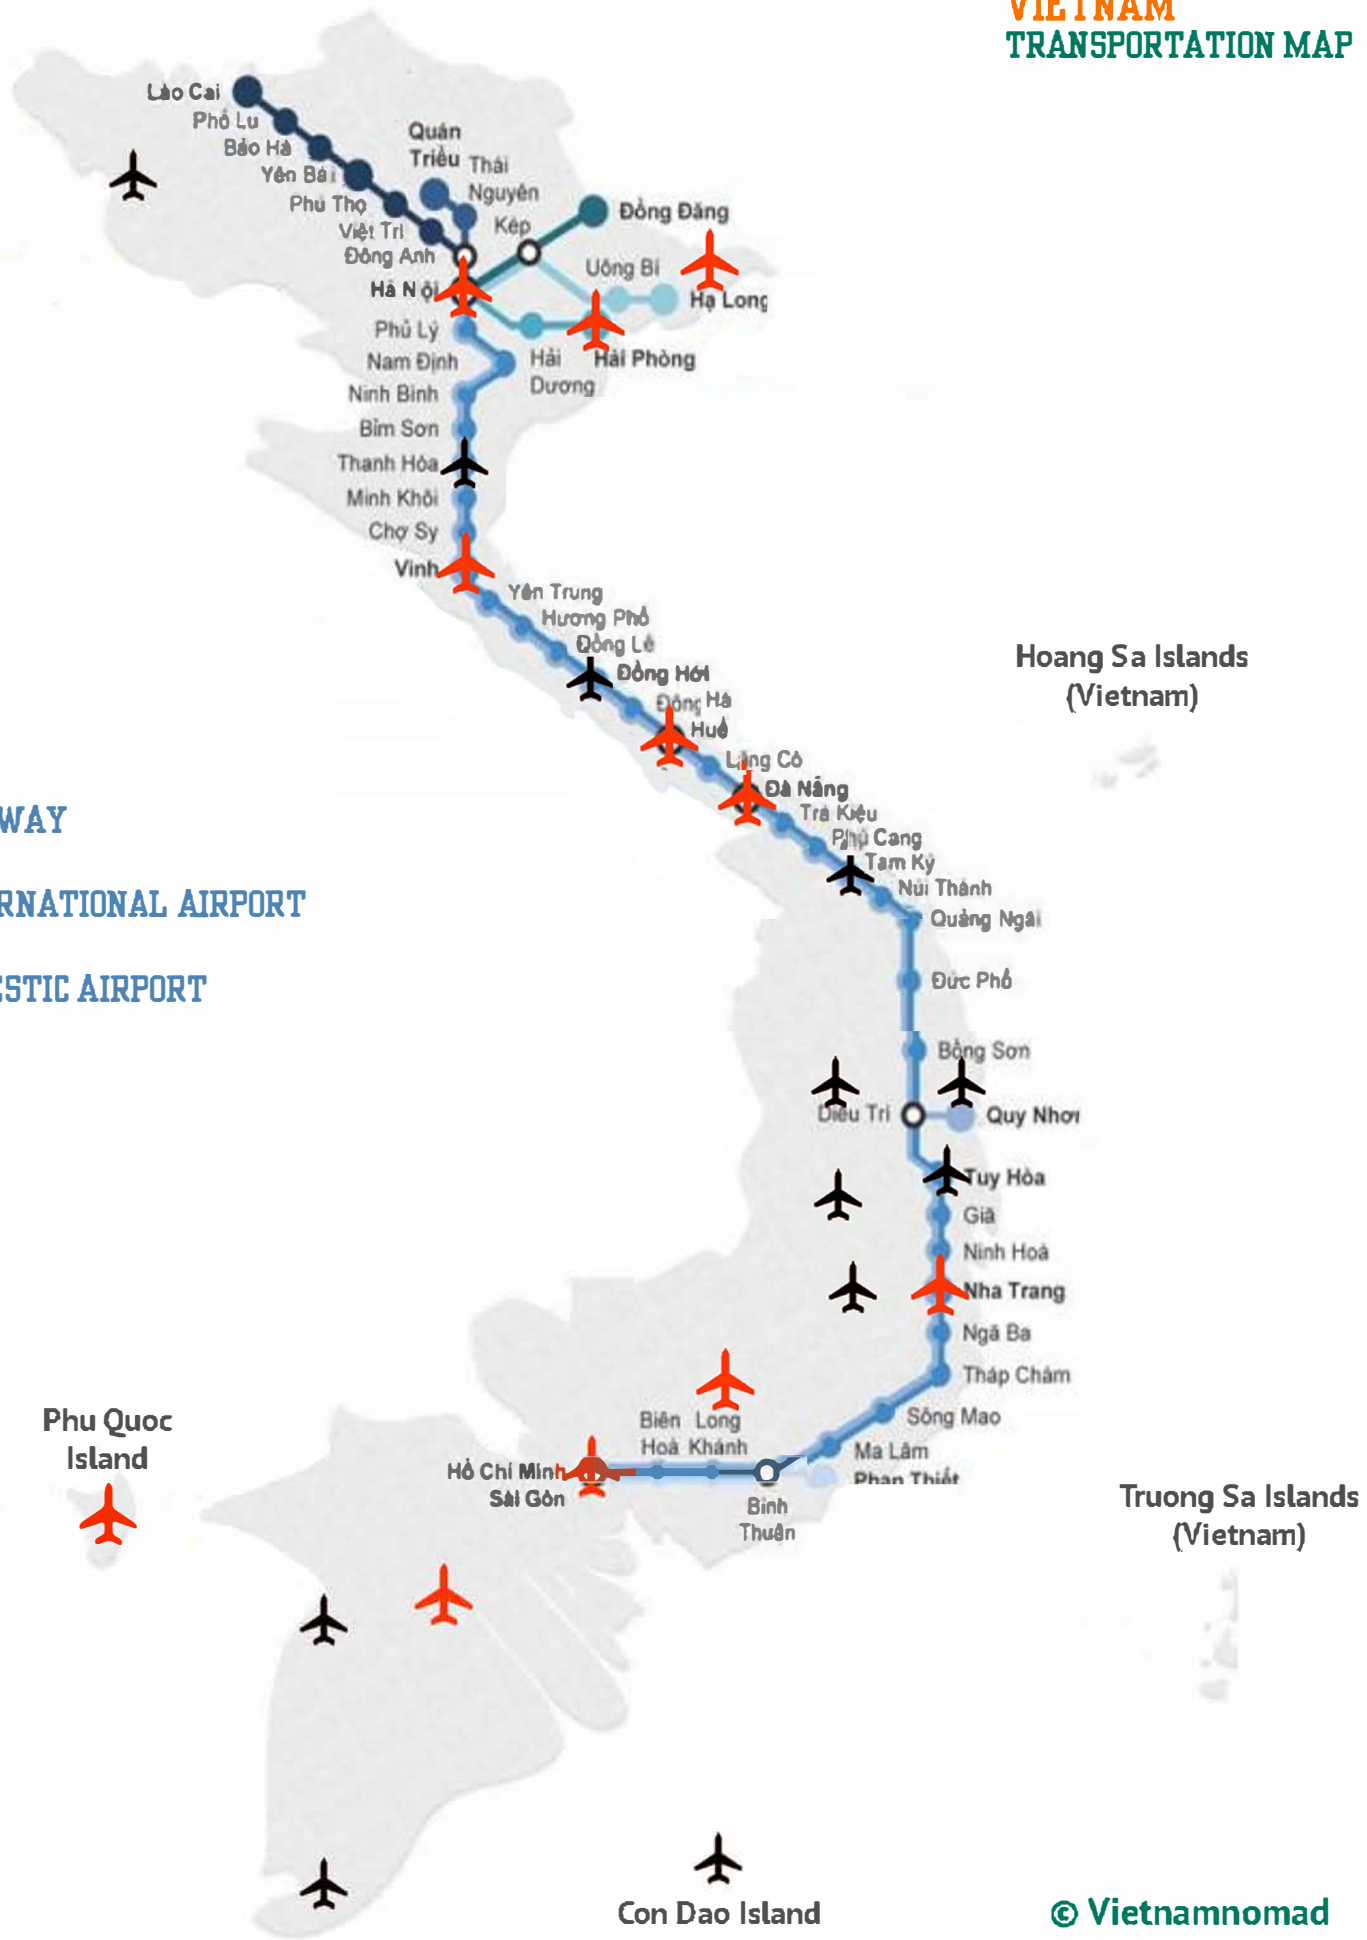 VIETNAM
TRANSPORTATION MAP
Lào Cai
Phố Lu
Bảo Hà
Yên Bái
Phú Thọ
Việt Trì
Đông Anh
Quán
Triều
Thái
Nguyên
Kép
Đồng Đăng
Uông Bí
Hạ Long
Hà Nội
Phủ Lý
Nam Định
Hải
Dương
Hải Phòng
Ninh Bình
Bỉm Sơn
Thanh Hóa
Minh Khôi
Chợ Sy
Vinh
Yên Trung
Hương Phố
Đồng Lê
Đồng Hới
Đông Hà
Huế
Lăng Cô
Đà Nẵng
Trà Kiệu
Phú Cang
Tam Kỳ
Núi Thành
Quảng Ngãi
Đức Phổ
Bồng Sơn
Diêu Trì
Quy Nhơn
Tuy Hòa
Giã
Ninh Hoà
Nha Trang
Ngã Ba
Tháp Chàm
Sông Mao
Ma Lâm
Phan Thiết
Biên
Hoà
Long
Khánh
Bình
Thuận
Hồ Chí Minh
Sài Gòn
Hoang Sa Islands
(Vietnam)
WAY
RNATIONAL AIRPORT
ESTIC AIRPORT
Phu Quoc
Island
Truong Sa Islands
(Vietnam)
Con Dao Island
© Vietnamnomad